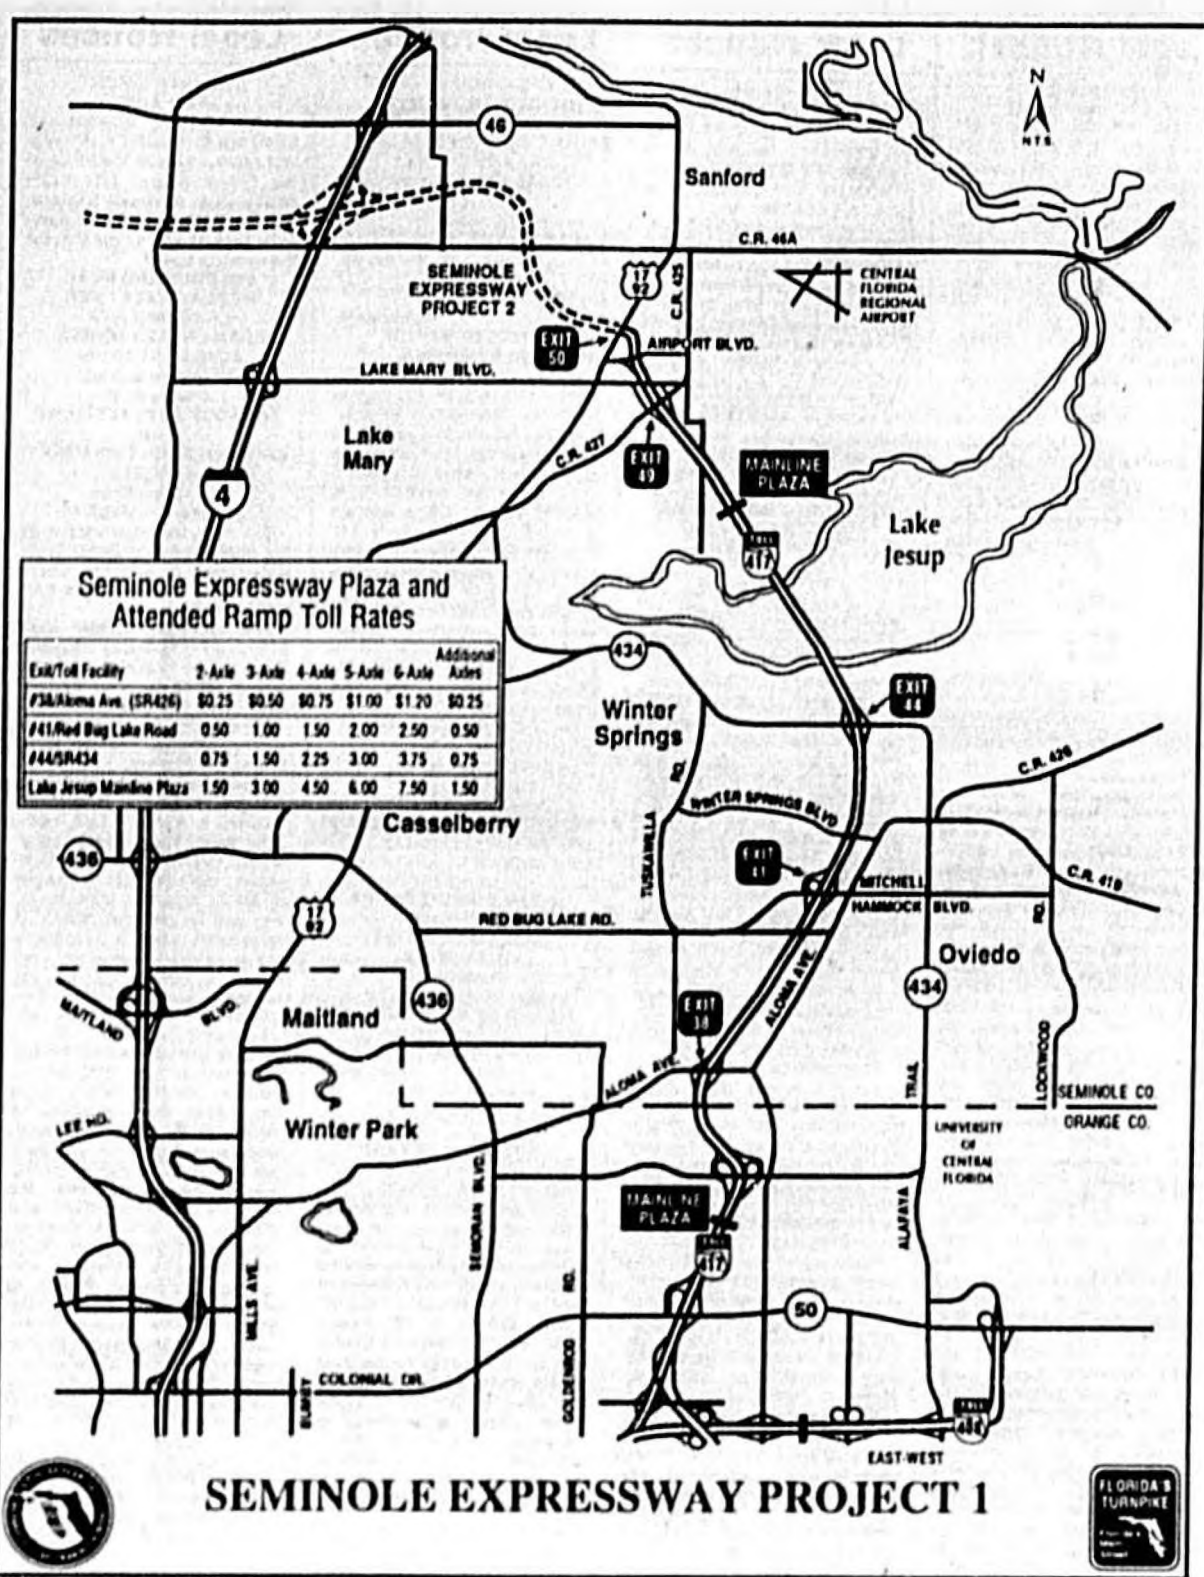 N
N.T.S.
46
Sanford
C.R. 46A
SEMINOLE
EXPRESSWAY
PROJECT 2
17
92
C.R. 425
CENTRAL
FLORIDA
REGIONAL
AIRPORT
EXIT
50
AIRPORT BLVD.
LAKE MARY BLVD.
Lake
Mary
C.R. 427
EXIT
49
MAINLINE
PLAZA
4
Lake
Jesup
417
Seminole Expressway Plaza and
Attended Ramp Toll Rates
Exit/Toll Facility 2-Axle 3-Axle 4-Axle 5-Axle 6-Axle Additional Axles
#38/Aloma Ave. (SR426) $0.25 $0.50 $0.75 $1.00 $1.20 $0.25
#41/Red Bug Lake Road 0.50 1.00 1.50 2.00 2.50 0.50
#44/SR434 0.75 1.50 2.25 3.00 3.75 0.75
Lake Jesup Mainline Plaza 1.50 3.00 4.50 6.00 7.50 1.50
434
EXIT
44
Winter
Springs
C.R. 426
TUSKAWILLA RD.
WINTER SPRINGS BLVD
Casselberry
436
EXIT
41
MITCHELL
HAMMOCK BLVD.
C.R. 419
17
92
RED BUG LAKE RD.
Oviedo
434
436
MAITLAND BLVD.
Maitland
EXIT
38
ALOMA AVE.
ALOMA AVE.
LOCKWOOD RD.
SEMINOLE CO.
ORANGE CO.
LEE RD.
Winter Park
UNIVERSITY
OF
CENTRAL
FLORIDA
SEMORAN BLVD.
MAINLINE
PLAZA
ALAFAYA TRAIL
417
MILLS AVE.
GOLDENROD RD.
50
BUMBY
COLONIAL DR.
EAST-WEST
SEMINOLE EXPRESSWAY PROJECT 1
FLORIDA'S
TURNPIKE
Florida's
Main
Street